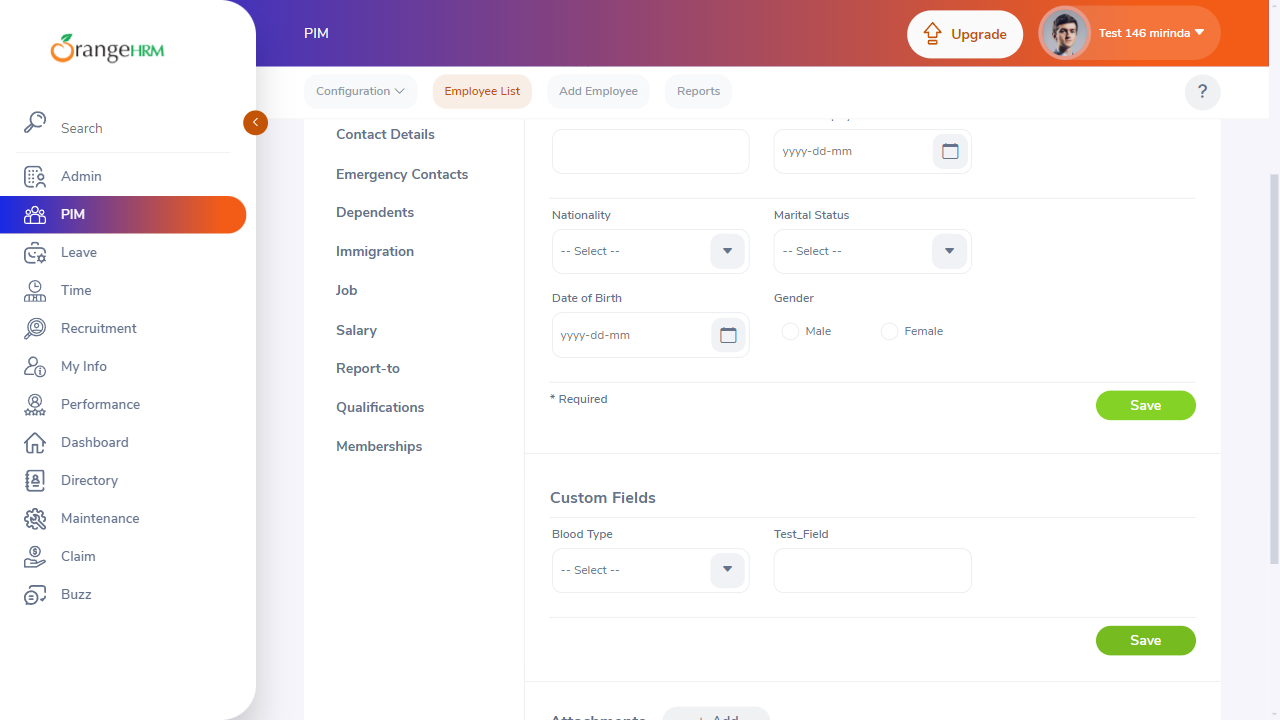 OrangeHRM
Search
Admin
PIM
Leave
Time
Recruitment
My Info
Performance
Dashboard
Directory
Maintenance
Claim
Buzz
PIM
Upgrade
Test 146 mirinda
Configuration
Employee List
Add Employee
Reports
?
Contact Details
Emergency Contacts
Dependents
Immigration
Job
Salary
Report-to
Qualifications
Memberships
yyyy-dd-mm
Nationality
Marital Status
-- Select --
-- Select --
Date of Birth
Gender
yyyy-dd-mm
Male
Female
* Required
Save
Custom Fields
Blood Type
Test_Field
-- Select --
Save
Attachments
+ Add